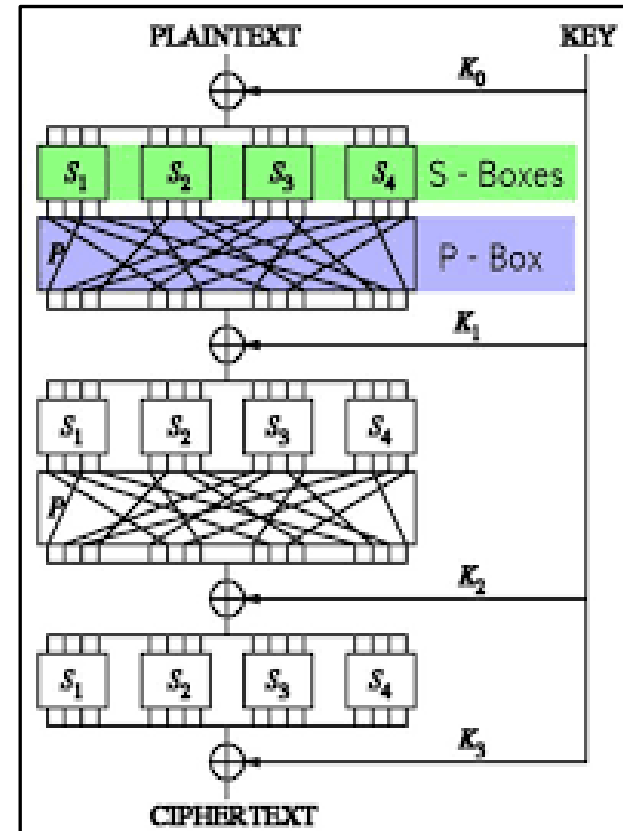 PLAINTEXT KEY
K₀
S₁ S₂ S₃ S₄ S - Boxes
P P - Box
K₁
S₁ S₂ S₃ S₄
P
K₂
S₁ S₂ S₃ S₄
K₃
CIPHERTEXT